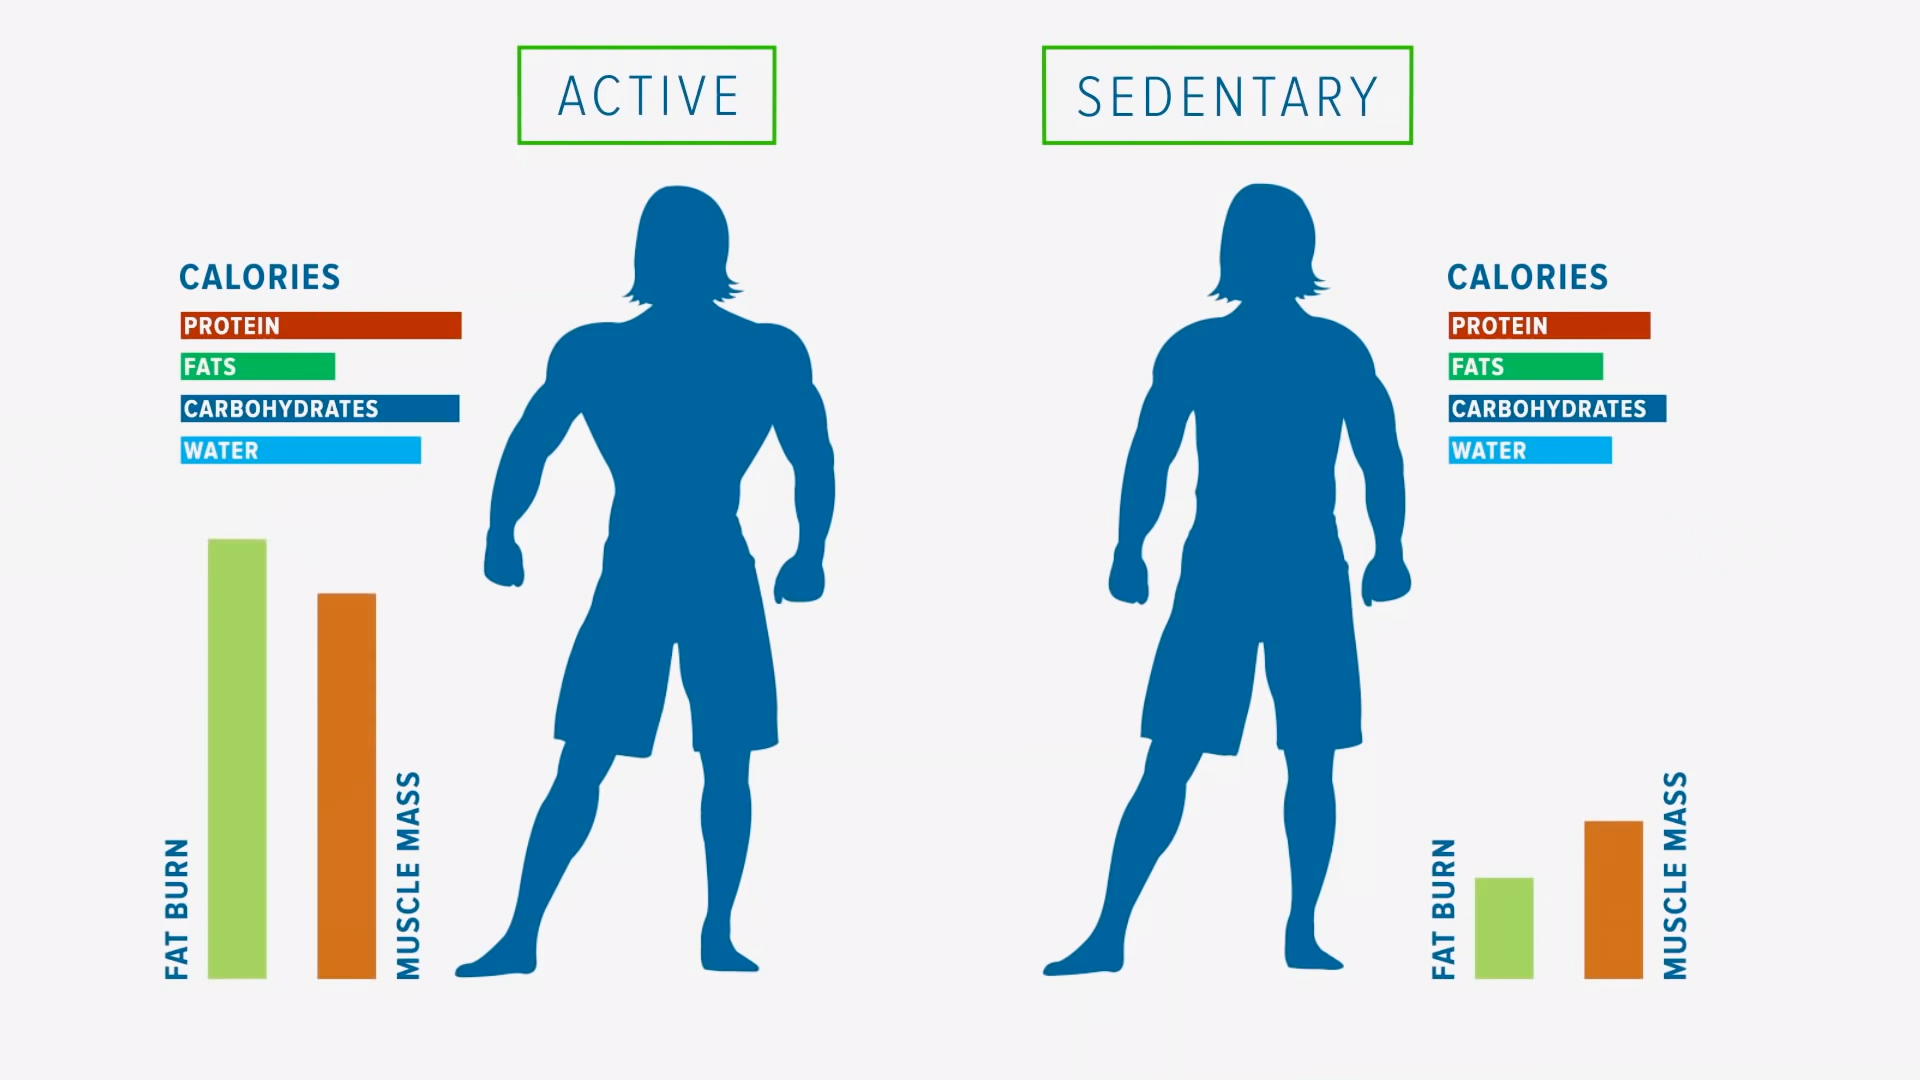 ACTIVE
SEDENTARY
CALORIES
PROTEIN
FATS
CARBOHYDRATES
WATER
FAT BURN
MUSCLE MASS
CALORIES
PROTEIN
FATS
CARBOHYDRATES
WATER
FAT BURN
MUSCLE MASS